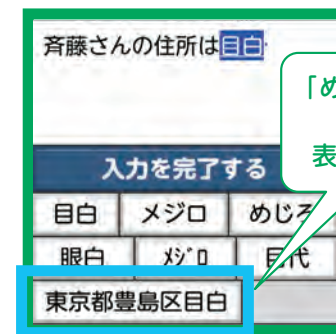 斉藤さんの住所は目白
「め
表
入力を完了する
目白 メジロ めじろ
眼白 ﾒｼﾞﾛ 目代
東京都豊島区目白